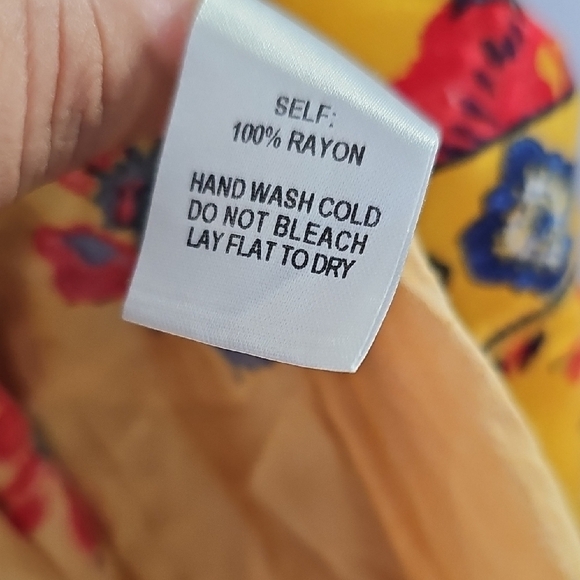 SELF:
100% RAYON
HAND WASH COLD
DO NOT BLEACH
LAY FLAT TO DRY